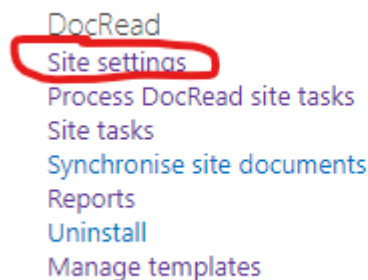 DocRead
Site settings
Process DocRead site tasks
Site tasks
Synchronise site documents
Reports
Uninstall
Manage templates